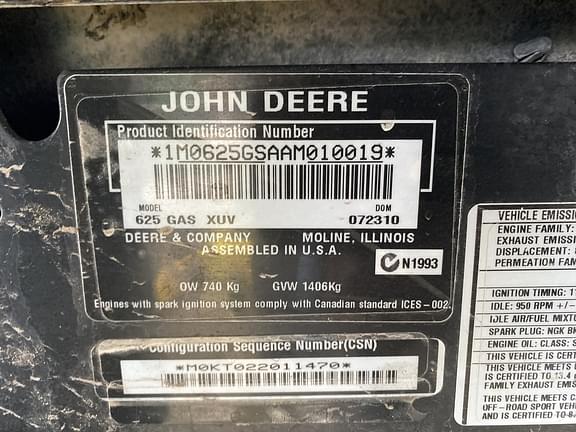 JOHN DEERE
Product Identification Number
*1M0625GSAAM010019*
MODEL DOM
625 GAS XUV 072310
DEERE & COMPANY MOLINE, ILLINOIS
ASSEMBLED IN U.S.A.
N1993
OW 740 Kg GVW 1406Kg
Engines with spark ignition system comply with Canadian standard ICES-002
Configuration Sequence Number(CSN)
*M0KT022011470*
VEHICLE EMISSI
ENGINE FAMILY:
EXHAUST EMISSI
DISPLACEMENT:
PERMEATION FAM
IGNITION TIMING: 1
IDLE: 950 RPM +/-
IDLE AIR/FUEL MIXTU
SPARK PLUG: NGK B
ENGINE OIL: CLASS: S
THIS VEHICLE IS CERT
THIS VEHICLE MEETS
IS CERTIFIED TO 13.4
FAMILY EXHAUST EMIS
THIS VEHICLE MEETS C
OFF-ROAD SPORT VEH
AND IS CERTIFIED TO